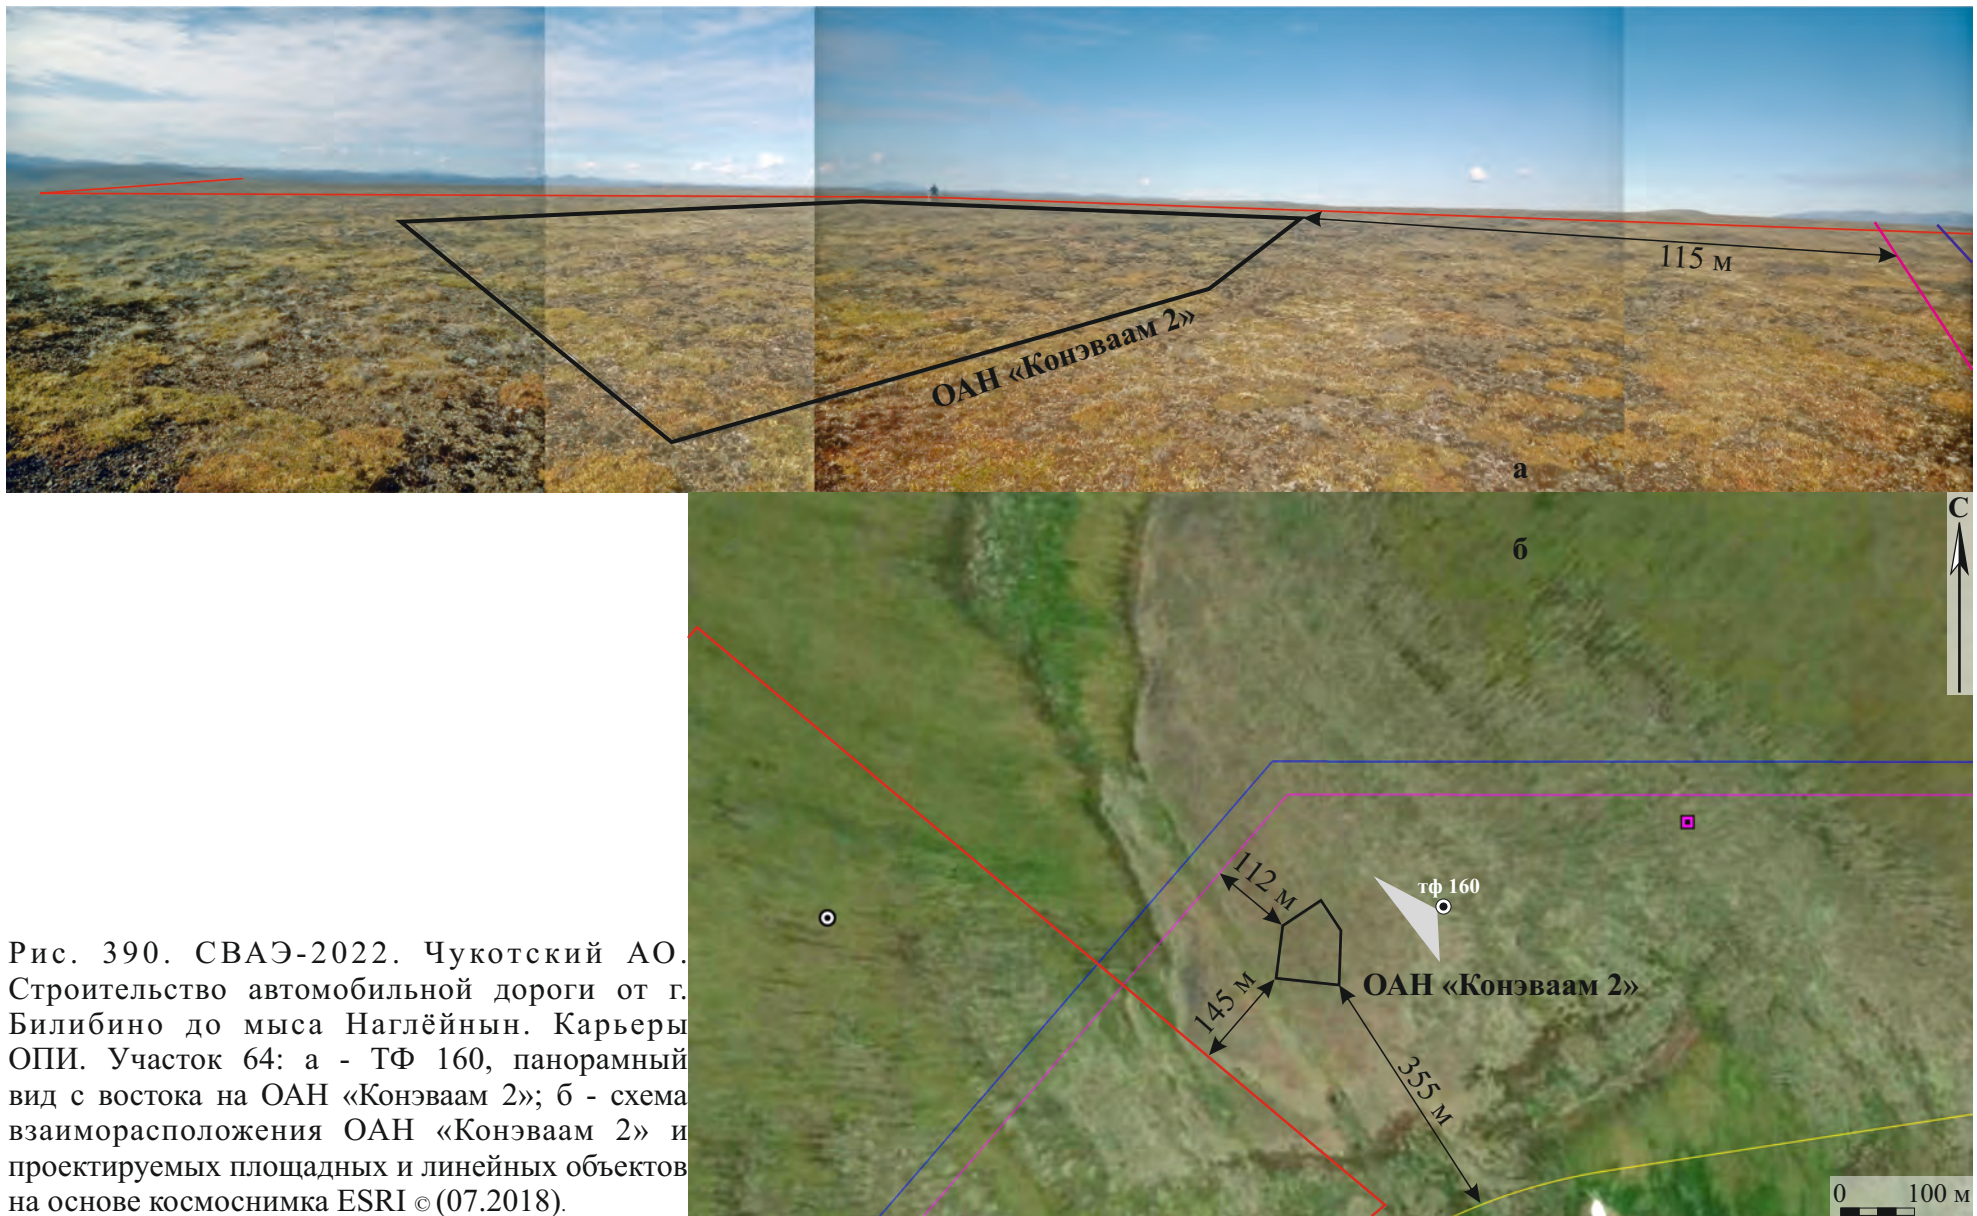 115 м
ОАН «Конэваам 2»
а
б
С
112 м
тф 160
ОАН «Конэваам 2»
145 м
355 м
0 100 м
Рис. 390. СВАЭ-2022. Чукотский АО.
Строительство автомобильной дороги от г.
Билибино до мыса Наглёйнын. Карьеры
ОПИ. Участок 64: а - ТФ 160, панорамный
вид с востока на ОАН «Конэваам 2»; б - схема
взаиморасположения ОАН «Конэваам 2» и
проектируемых площадных и линейных объектов
на основе космоснимка ESRI © (07.2018).